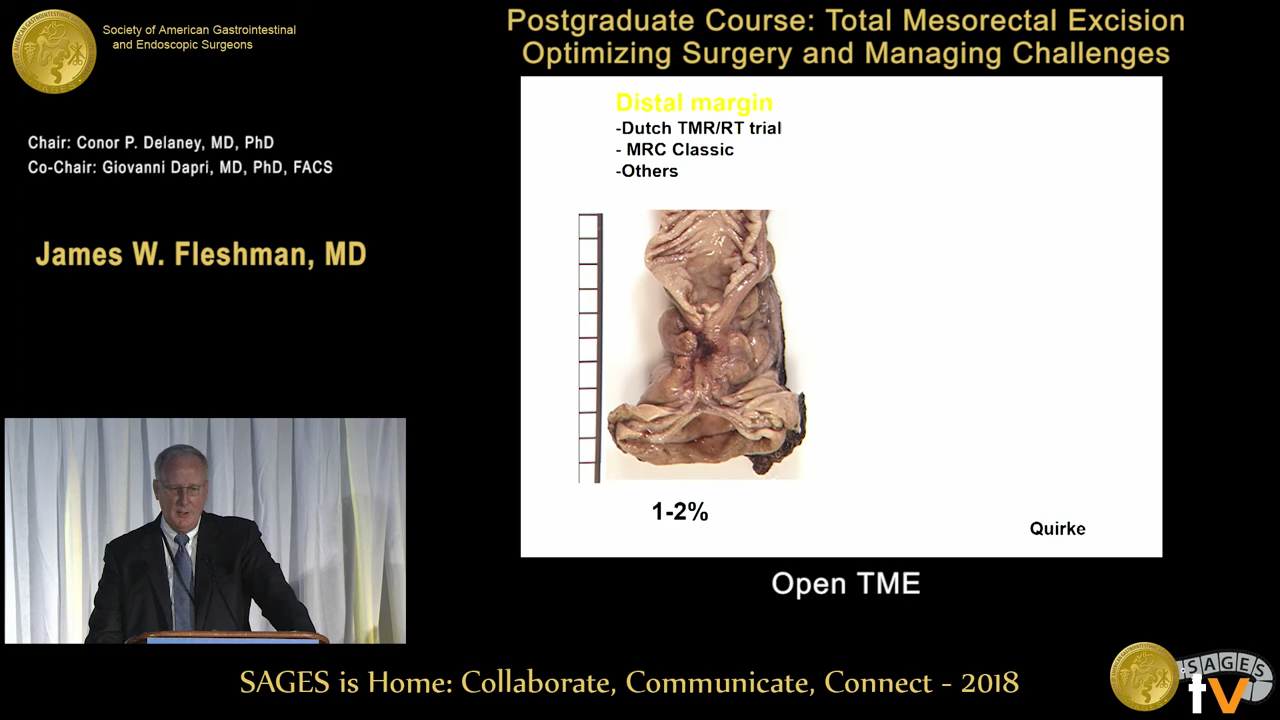 Society of American Gastrointestinal
and Endoscopic Surgeons
Postgraduate Course: Total Mesorectal Excision
Optimizing Surgery and Managing Challenges
Chair: Conor P. Delaney, MD, PhD
Co-Chair: Giovanni Dapri, MD, PhD, FACS
James W. Fleshman, MD
Distal margin
-Dutch TMR/RT trial
- MRC Classic
-Others
1-2%
Quirke
Open TME
SAGES is Home: Collaborate, Communicate, Connect - 2018
SAGES
tv